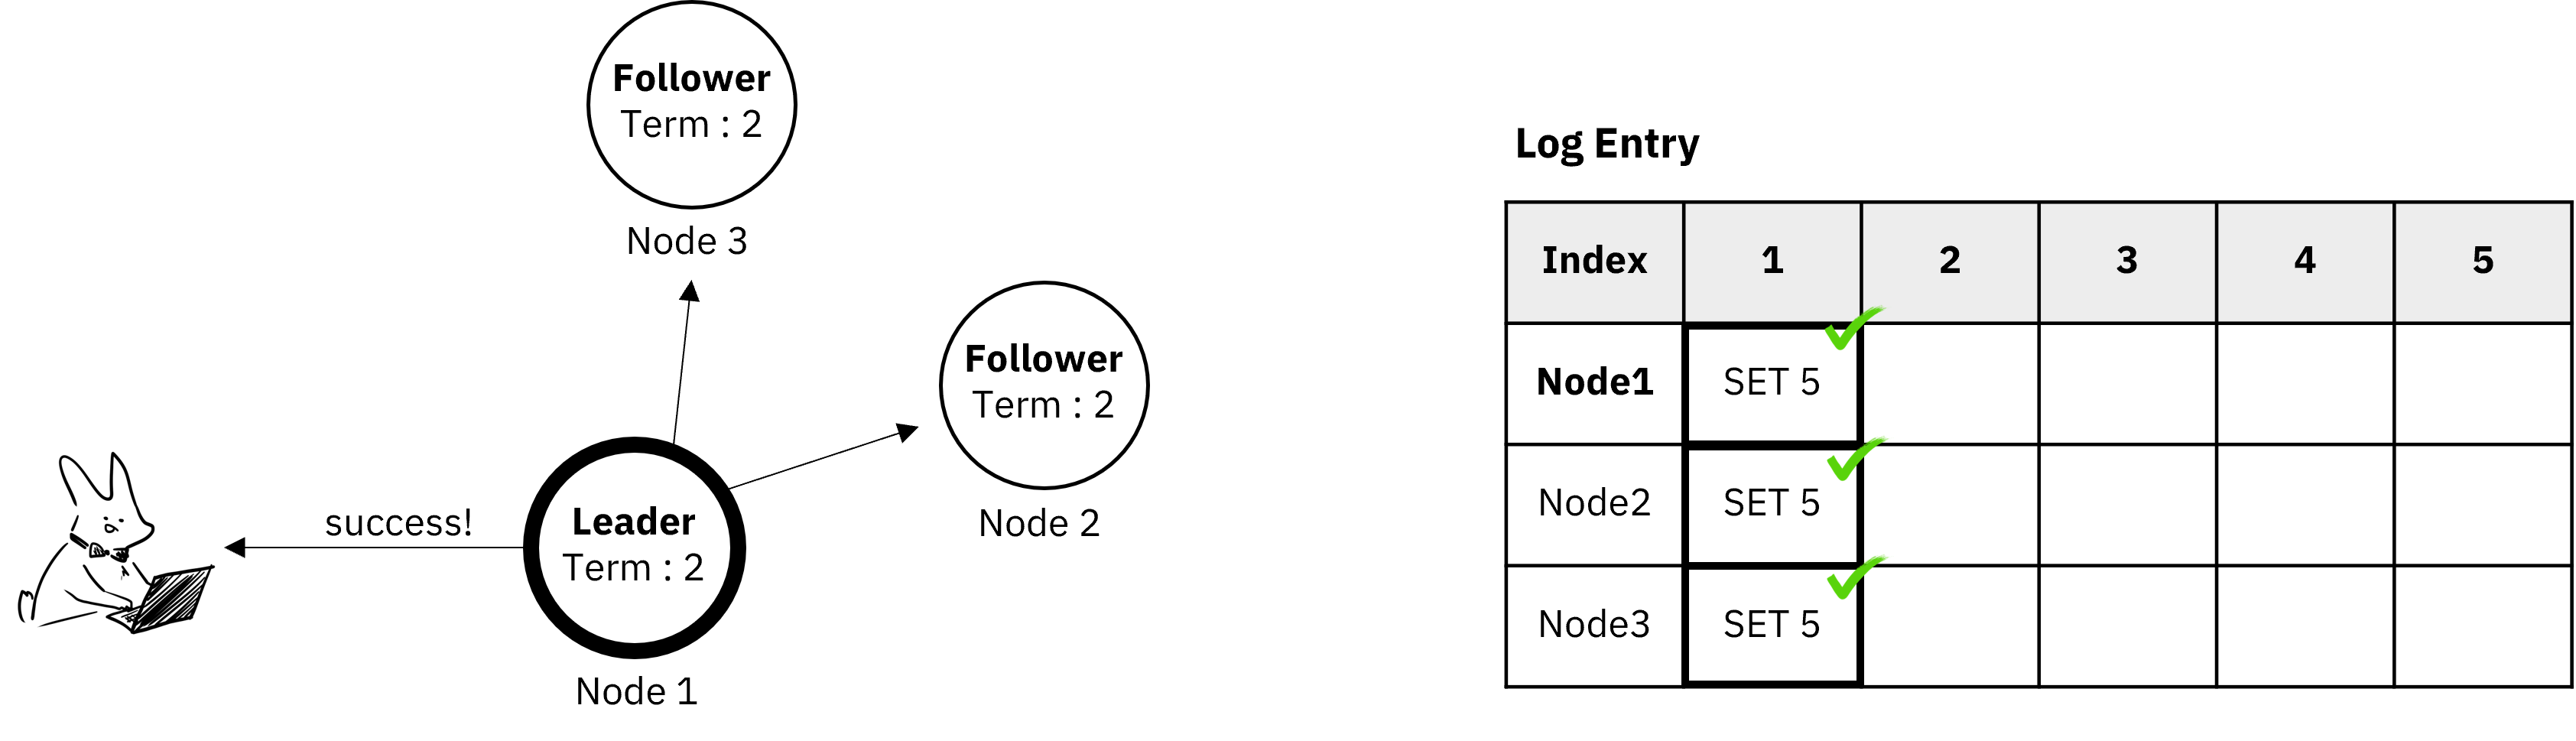 Follower
Term : 2
Node 3
Follower
Term : 2
Node 2
success!
Leader
Term : 2
Node 1
Log Entry
Index 1 2 3 4 5
Node1 SET 5
Node2 SET 5
Node3 SET 5